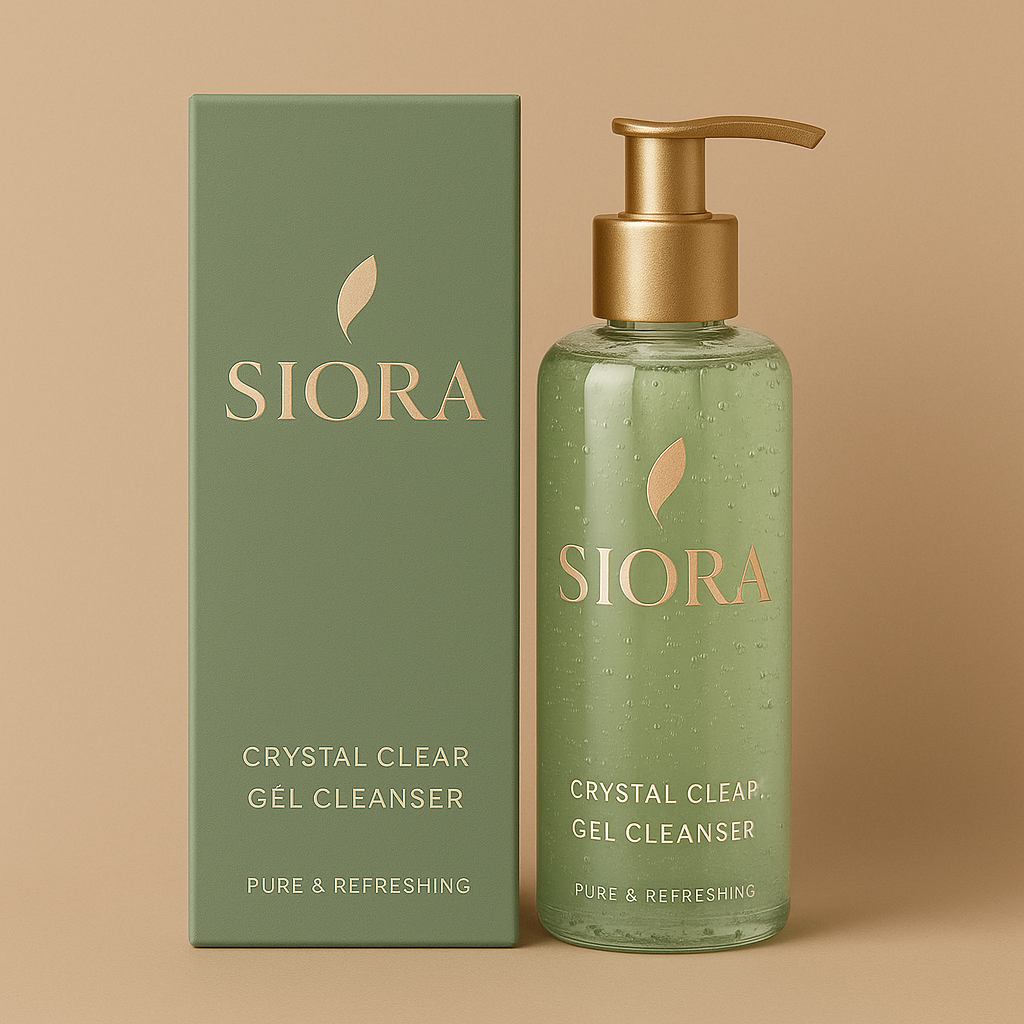 SIORA
CRYSTAL CLEAR
GÉL CLEANSER
PURE & REFRESHING
SIORA
CRYSTAL CLEAP.
GEL CLEANSER
PURE & REFRESHING